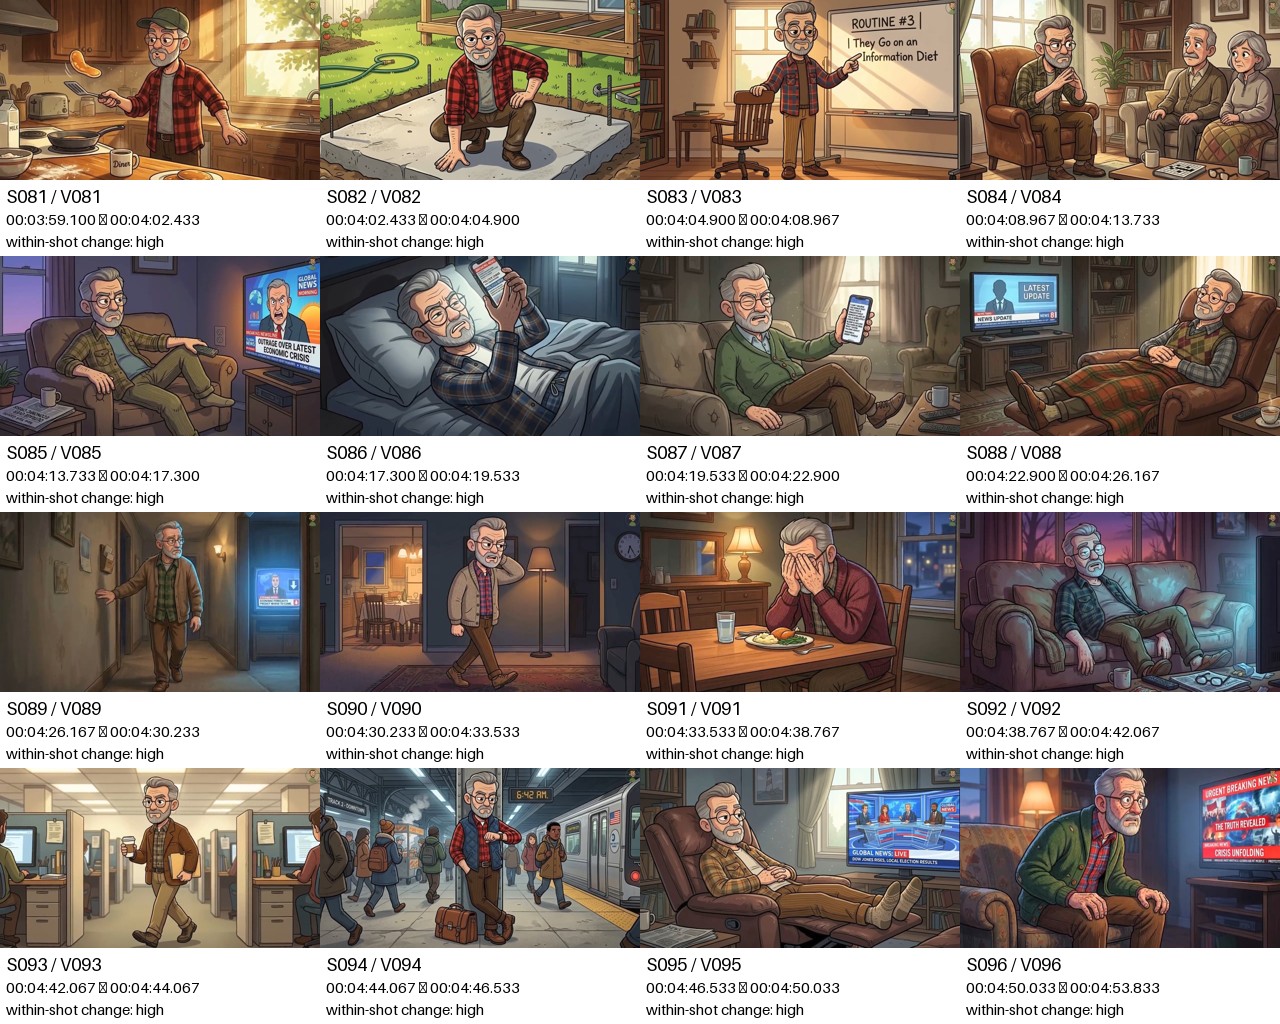 MILK
Diner
ROUTINE #3
They Go on an
Information Diet
S081 / V081
00:03:59.100 00:04:02.433
within-shot change: high
S082 / V082
00:04:02.433 00:04:04.900
within-shot change: high
S083 / V083
00:04:04.900 00:04:08.967
within-shot change: high
S084 / V084
00:04:08.967 00:04:13.733
within-shot change: high
GLOBAL
NEWS
MORNING
OUTRAGE OVER LATEST
ECONOMIC CRISIS
LATEST
UPDATE
NEWS UPDATE
S085 / V085
00:04:13.733 00:04:17.300
within-shot change: high
S086 / V086
00:04:17.300 00:04:19.533
within-shot change: high
S087 / V087
00:04:19.533 00:04:22.900
within-shot change: high
S088 / V088
00:04:22.900 00:04:26.167
within-shot change: high
S089 / V089
00:04:26.167 00:04:30.233
within-shot change: high
S090 / V090
00:04:30.233 00:04:33.533
within-shot change: high
S091 / V091
00:04:33.533 00:04:38.767
within-shot change: high
S092 / V092
00:04:38.767 00:04:42.067
within-shot change: high
TRACK 2 - DOWNTOWN
6:42 AM
NEWS
GLOBAL NEWS: LIVE
DOW JONES RISES, LOCAL ELECTION RESULTS
URGENT BREAKING NEWS
THE TRUTH REVEALED
CRISIS UNFOLDING
S093 / V093
00:04:42.067 00:04:44.067
within-shot change: high
S094 / V094
00:04:44.067 00:04:46.533
within-shot change: high
S095 / V095
00:04:46.533 00:04:50.033
within-shot change: high
S096 / V096
00:04:50.033 00:04:53.833
within-shot change: high